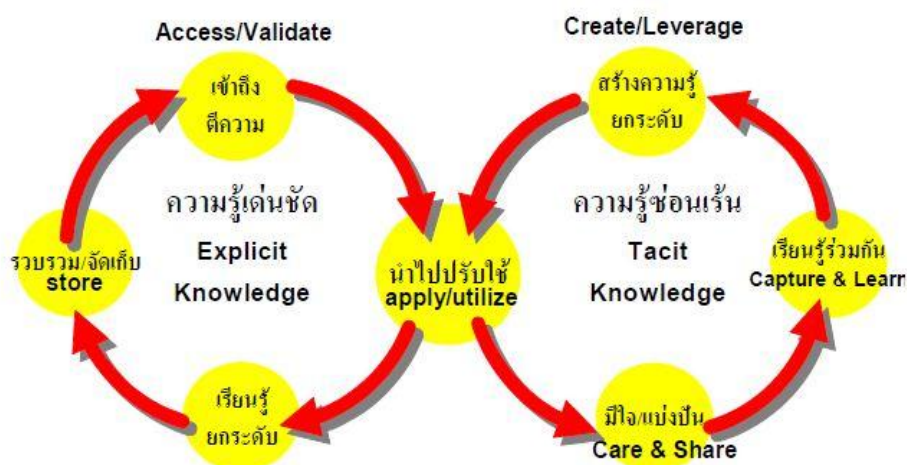 Access/Validate
เข้าถึง
ตีความ
ความรู้เด่นชัด
Explicit
Knowledge
รวบรวม/จัดเก็บ
store
เรียนรู้
ยกระดับ
นำไปปรับใช้
apply/utilize
Create/Leverage
สร้างความรู้
ยกระดับ
ความรู้ซ่อนเร้น
Tacit
Knowledge
เรียนรู้ร่วมกัน
Capture & Learn
มีใจ/แบ่งปัน
Care & Share